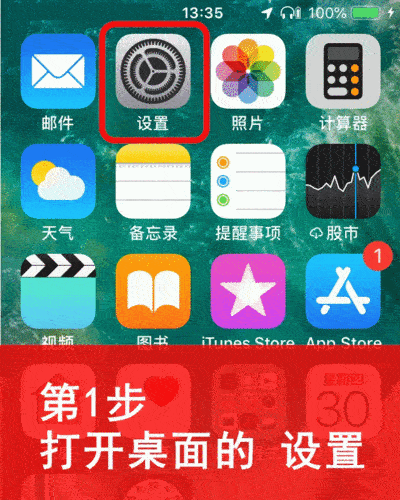 13:35 100%
邮件 设置 照片 计算器
天气 备忘录 提醒事项 股市
1
视频 图书 iTunes Store App Store
第1步
打开桌面的 设置
30